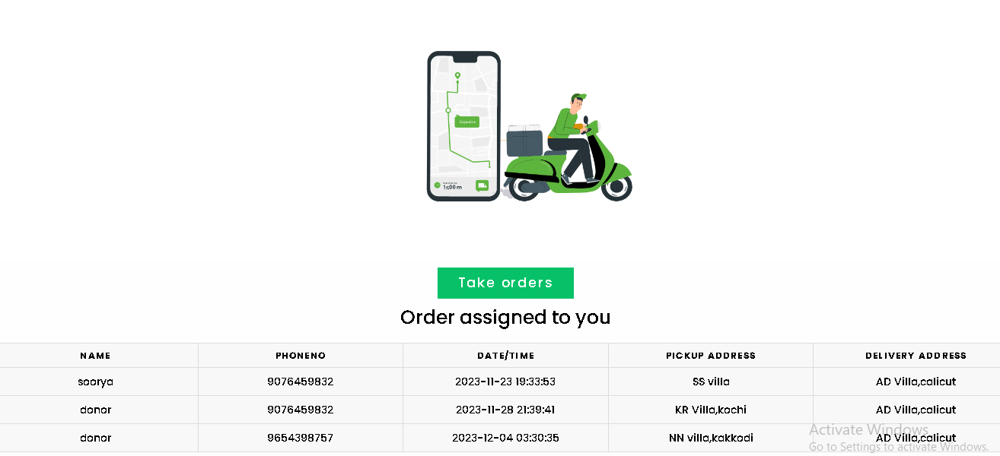 Objective
1500 m
Take orders
Order assigned to you
NAME PHONENO DATE/TIME PICKUP ADDRESS DELIVERY ADDRESS
soorya 9076459832 2023-11-23 19:33:53 SS villa AD Villa,calicut
donor 9076459832 2023-11-28 21:39:41 KR Villa,kochi AD Villa,calicut
donor 9654398757 2023-12-04 03:30:35 NN villa,kakkodi AD Villa,calicut
Activate Windows
Go to Settings to activate Windows.